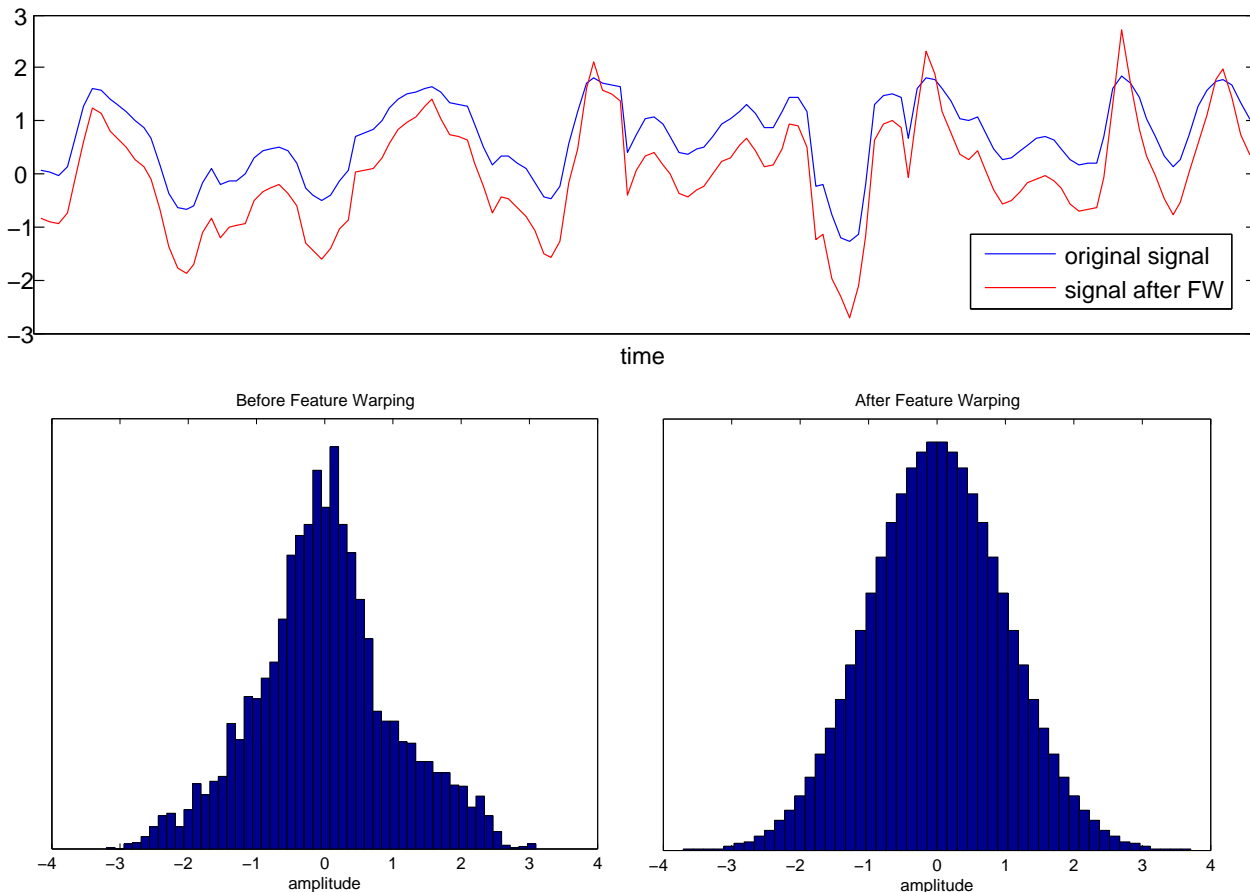 3
2
1
0
−1
−2
−3
original signal
signal after FW
time
Before Feature Warping
−4 −3 −2 −1 0 1 2 3 4
amplitude
After Feature Warping
−4 −3 −2 −1 0 1 2 3 4
amplitude